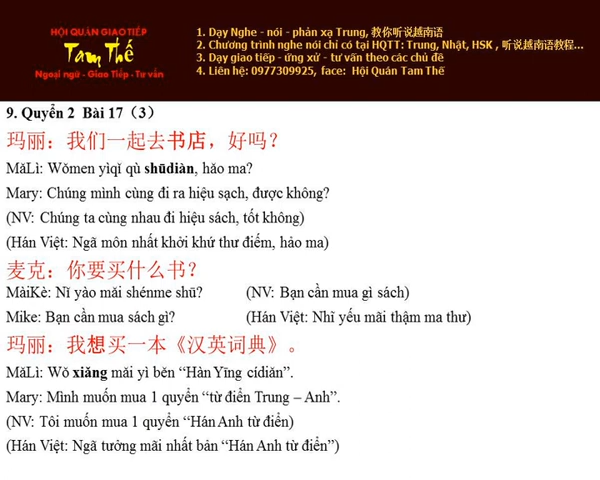 HỘI QUÁN GIAO TIẾP
Tam Thế
Ngoại ngữ - Giao Tiếp - Tư vấn
1. Dạy Nghe - nói - phản xạ Trung, 教你听说越南语
2. Chương trình nghe nói chỉ có tại HQTT: Trung, Nhật, HSK , 听说越南语教程...
3. Dạy giao tiếp - ứng xử - tư vấn theo các chủ đề
4. Liên hệ: 0977309925, face: Hội Quán Tam Thế
9. Quyển 2 Bài 17（3）
玛丽：我们一起去书店，好吗？
MǎLì: Wǒmen yìqǐ qù shūdiàn, hǎo ma?
Mary: Chúng mình cùng đi ra hiệu sạch, được không?
(NV: Chúng ta cùng nhau đi hiệu sách, tốt không)
(Hán Việt: Ngã môn nhất khởi khứ thư điếm, hảo ma)
麦克：你要买什么书？
MàiKè: Nǐ yào mǎi shénme shū? (NV: Bạn cần mua gì sách)
Mike: Bạn cần mua sách gì? (Hán Việt: Nhĩ yếu mãi thậm ma thư)
玛丽：我想买一本《汉英词典》。
MǎLì: Wǒ xiǎng mǎi yì běn “Hàn Yīng cídiǎn”.
Mary: Mình muốn mua 1 quyển “từ điển Trung – Anh”.
(NV: Tôi muốn mua 1 quyển “Hán Anh từ điển)
(Hán Việt: Ngã tưởng mãi nhất bản “Hán Anh từ điển”)